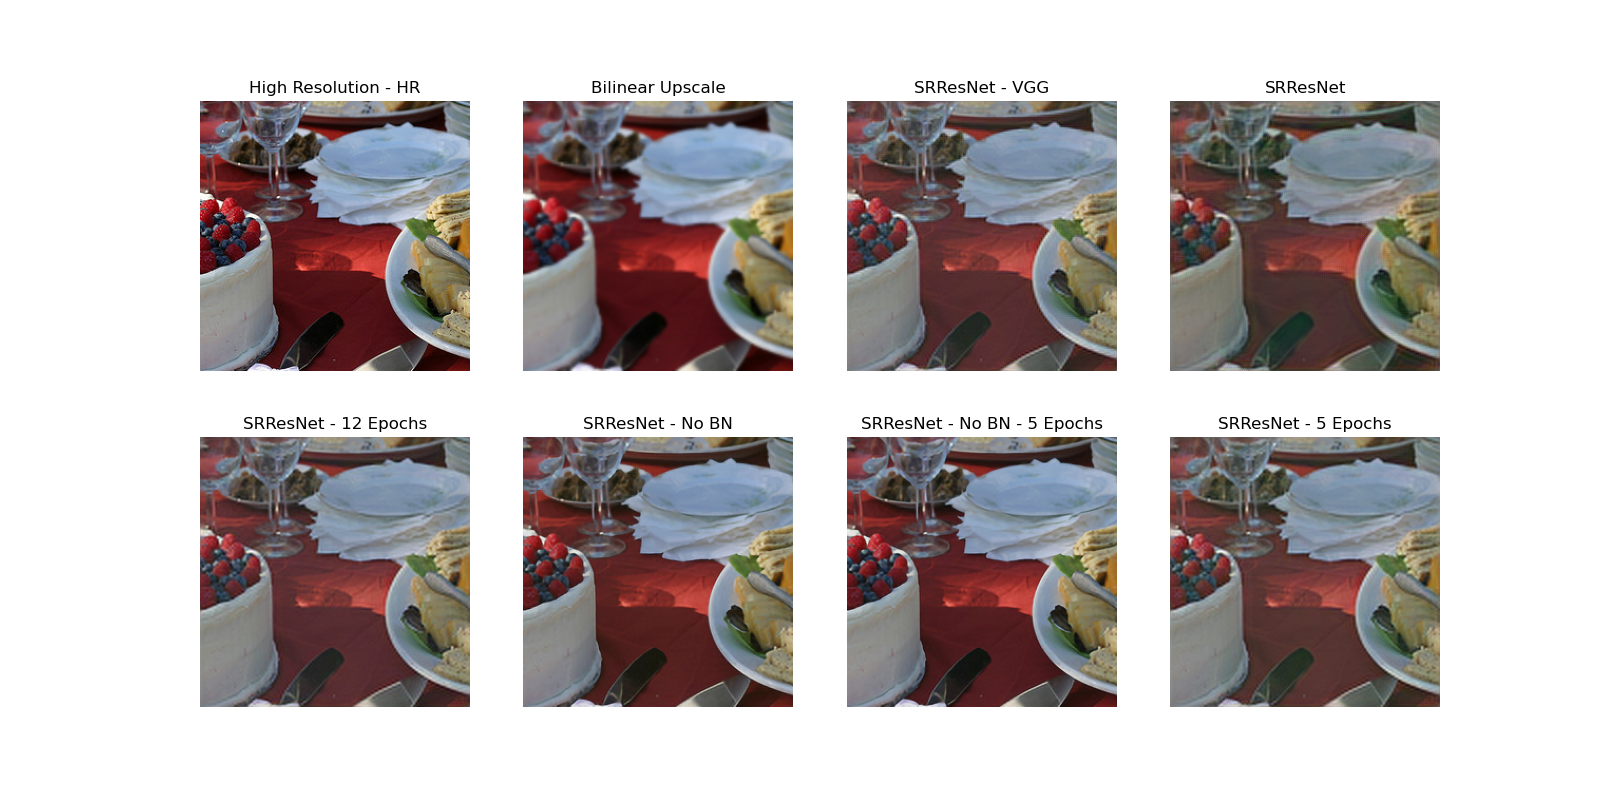 High Resolution - HR
Bilinear Upscale
SRResNet - VGG
SRResNet
SRResNet - 12 Epochs
SRResNet - No BN
SRResNet - No BN - 5 Epochs
SRResNet - 5 Epochs